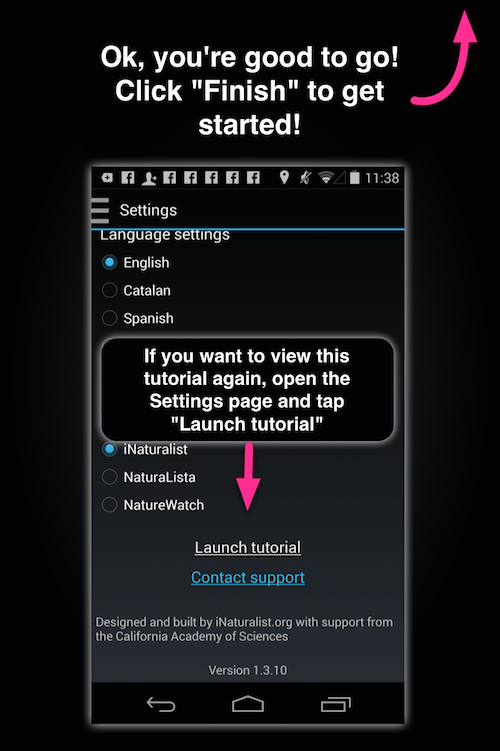 Ok, you're good to go!
Click "Finish" to get
started!
11:38
Settings
Language settings
English
Catalan
Spanish
If you want to view this
tutorial again, open the
Settings page and tap
"Launch tutorial"
iNaturalist
NaturaLista
NatureWatch
Launch tutorial
Contact support
Designed and built by iNaturalist.org with support from
the California Academy of Sciences
Version 1.3.10